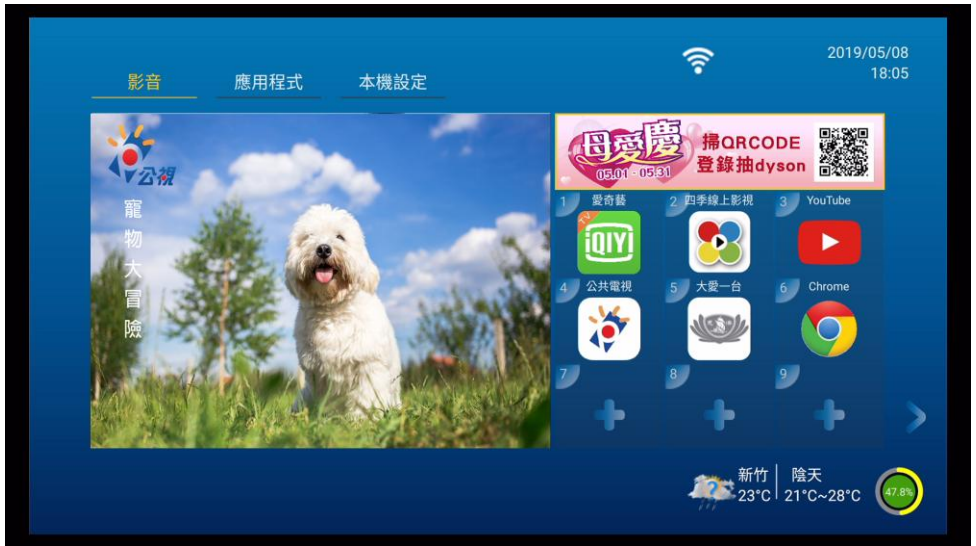 2019/05/08
18:05
影音 應用程式 本機設定
公視
寵物大冒險
母愛慶
05.01 - 05.31
掃QRCODE
登錄抽dyson
1 愛奇藝
TV
iQIYI
2 四季線上影視
3 YouTube
4 公共電視
5 大愛一台
6 Chrome
7
8
9
新竹
23°C
陰天
21°C~28°C
47.8%